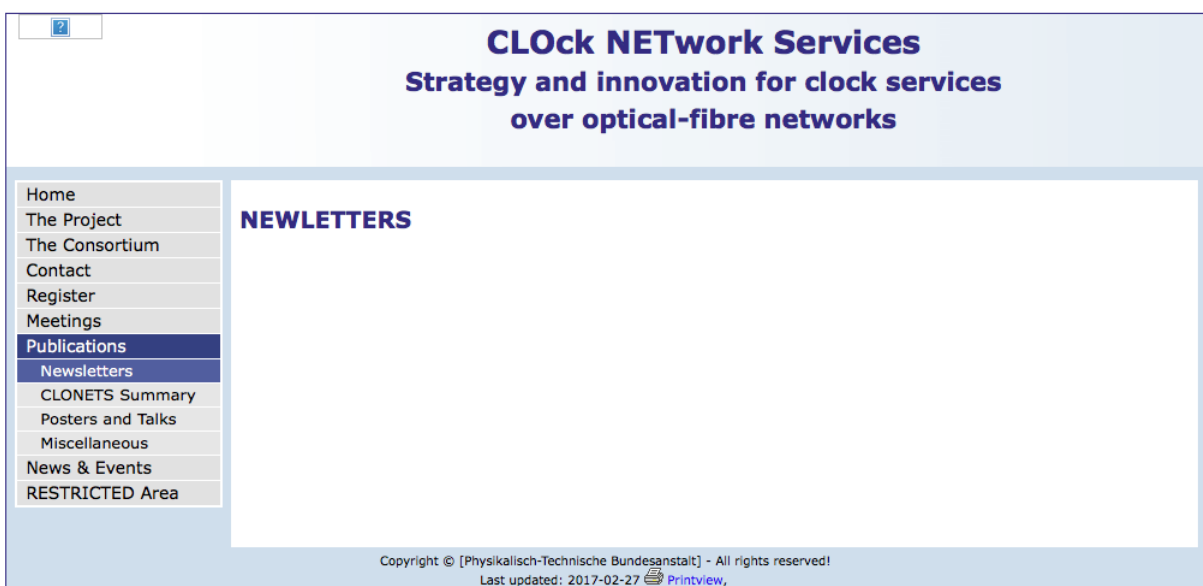 CLOck NETwork Services
Strategy and innovation for clock services
over optical-fibre networks
Home
The Project
The Consortium
Contact
Register
Meetings
Publications
Newsletters
CLONETS Summary
Posters and Talks
Miscellaneous
News & Events
RESTRICTED Area
NEWLETTERS
Copyright © [Physikalisch-Technische Bundesanstalt] - All rights reserved!
Last updated: 2017-02-27 Printview,